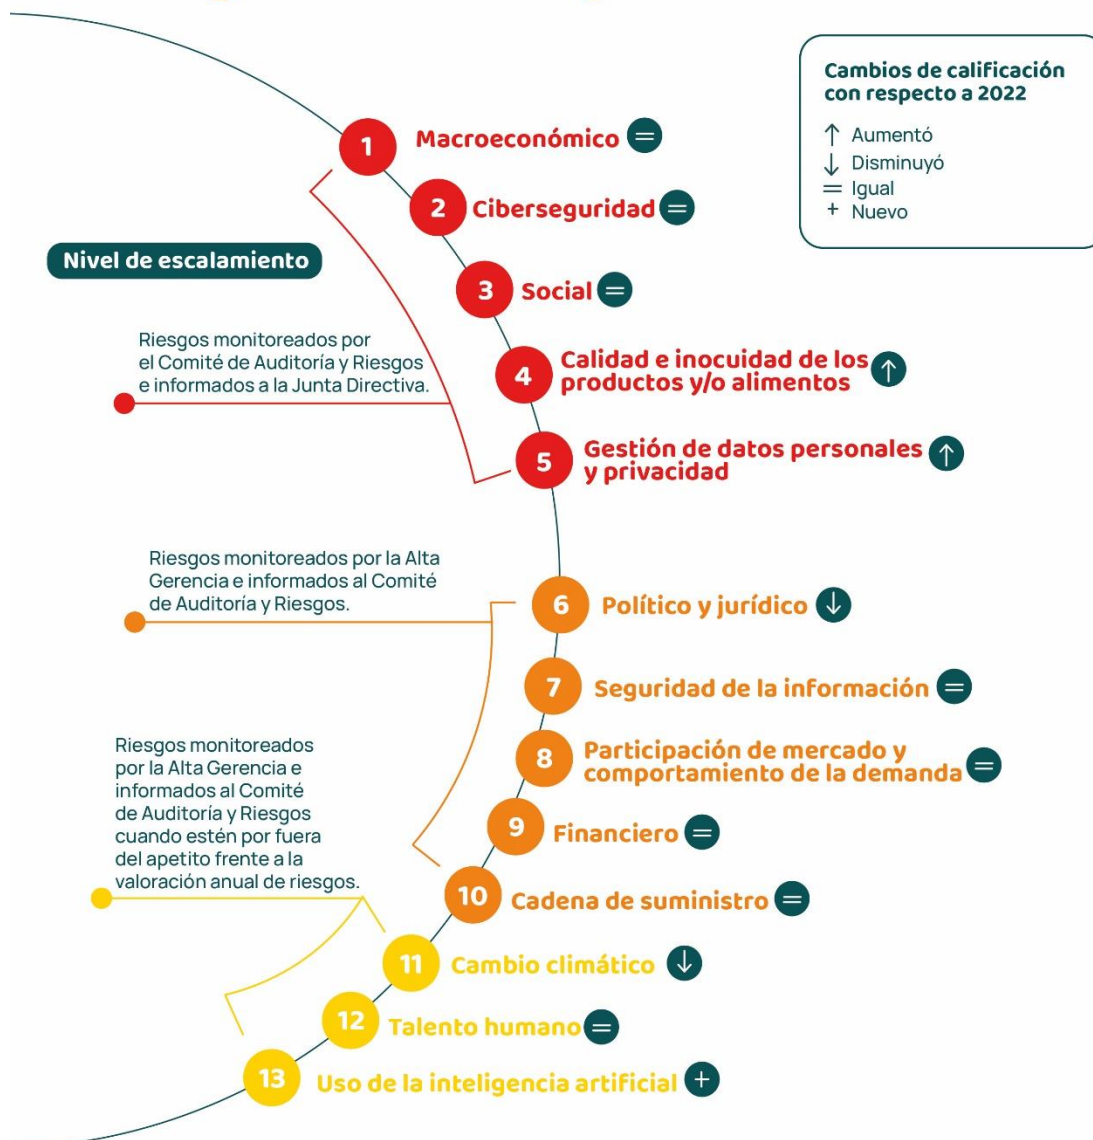 Cambios de calificación
con respecto a 2022
↑ Aumentó
↓ Disminuyó
= Igual
+ Nuevo
1 Macroeconómico =
2 Ciberseguridad =
Nivel de escalamiento
3 Social =
Riesgos monitoreados por
el Comité de Auditoría y Riesgos
e informados a la Junta Directiva.
4 Calidad e inocuidad de los
productos y/o alimentos ↑
5 Gestión de datos personales
y privacidad ↑
Riesgos monitoreados por la Alta
Gerencia e informados al Comité
de Auditoría y Riesgos.
6 Político y jurídico ↓
7 Seguridad de la información =
8 Participación de mercado y
comportamiento de la demanda =
9 Financiero =
10 Cadena de suministro =
Riesgos monitoreados
por la Alta Gerencia e
informados al Comité
de Auditoría y Riesgos
cuando estén por fuera
del apetito frente a la
valoración anual de riesgos.
11 Cambio climático ↓
12 Talento humano =
13 Uso de la inteligencia artificial +